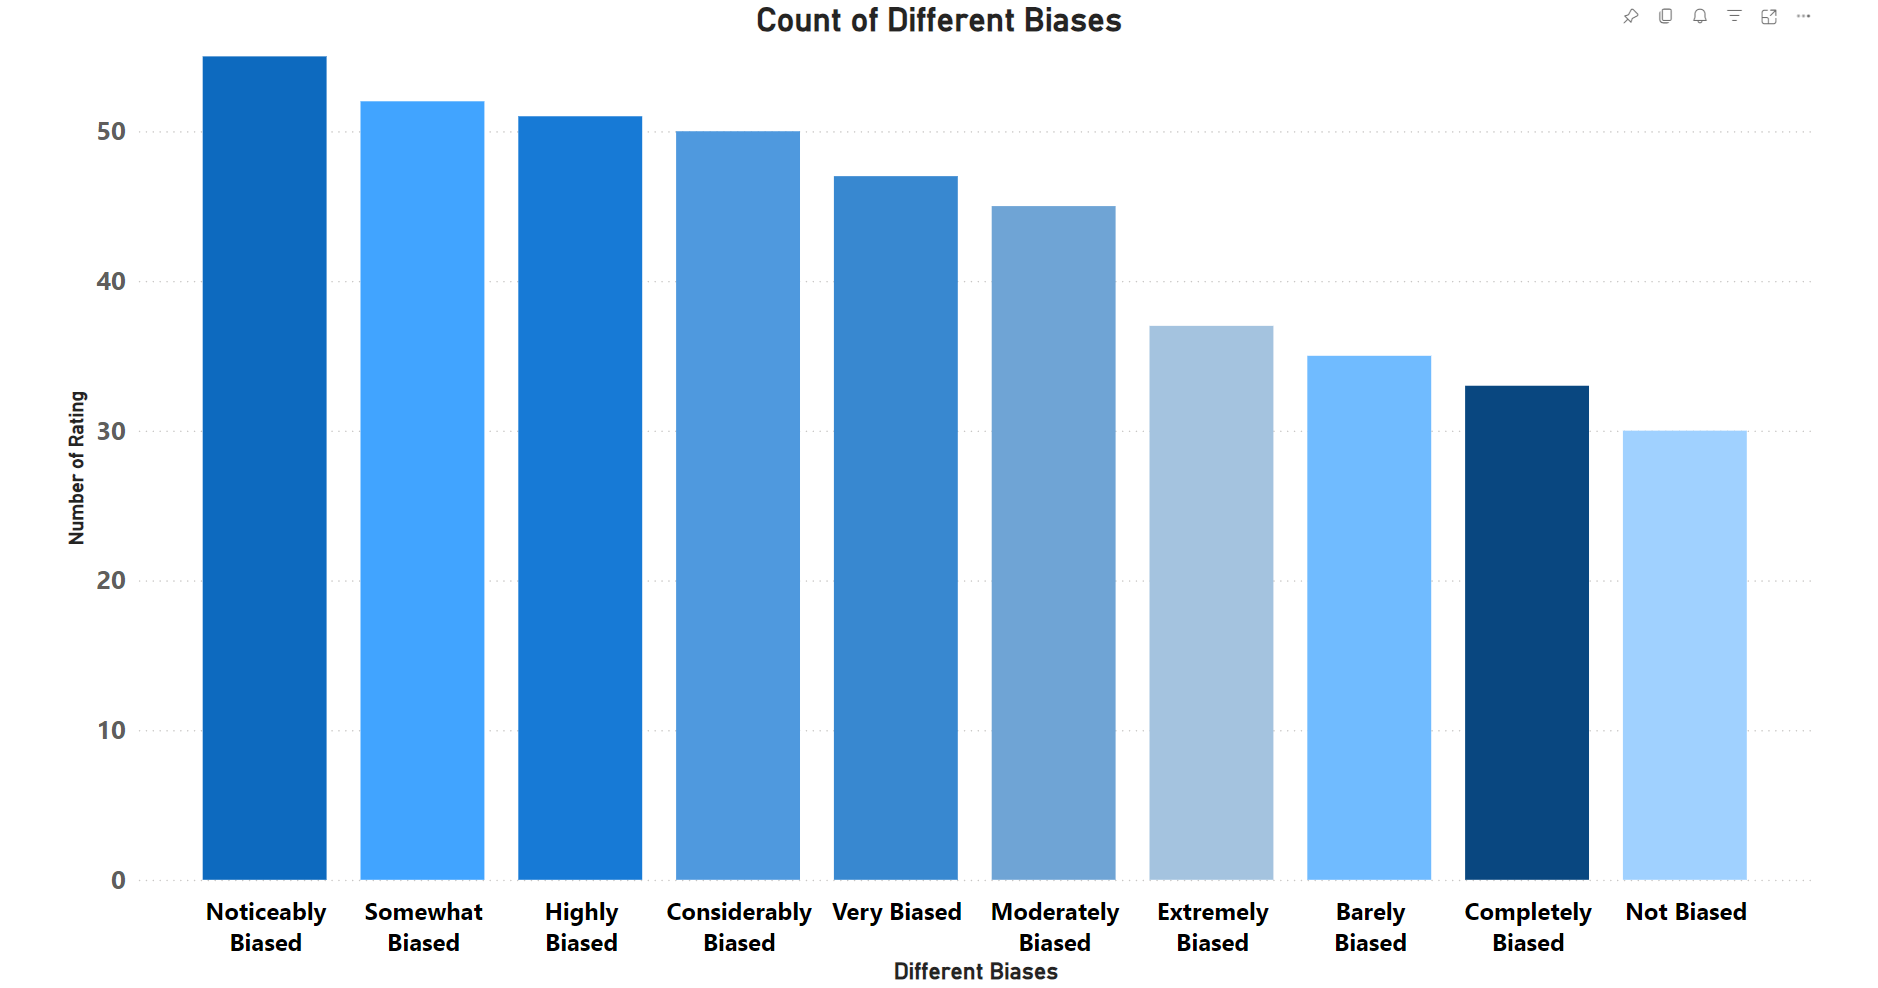 Count of Different Biases
50
40
30
20
10
0
Number of Rating
Noticeably
Biased
Somewhat
Biased
Highly
Biased
Considerably
Biased
Very Biased
Moderately
Biased
Extremely
Biased
Barely
Biased
Completely
Biased
Not Biased
Different Biases